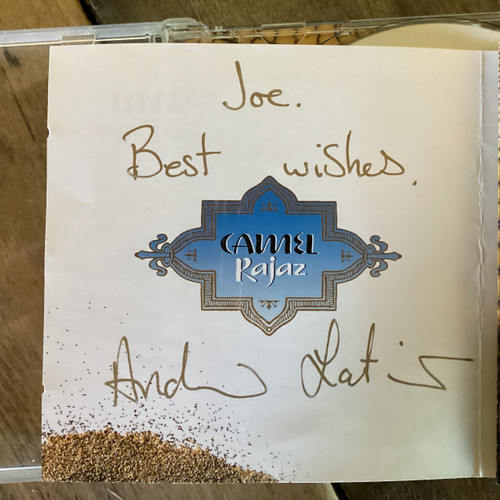 Joe.
Best wishes.
CAMEL
Rajaz